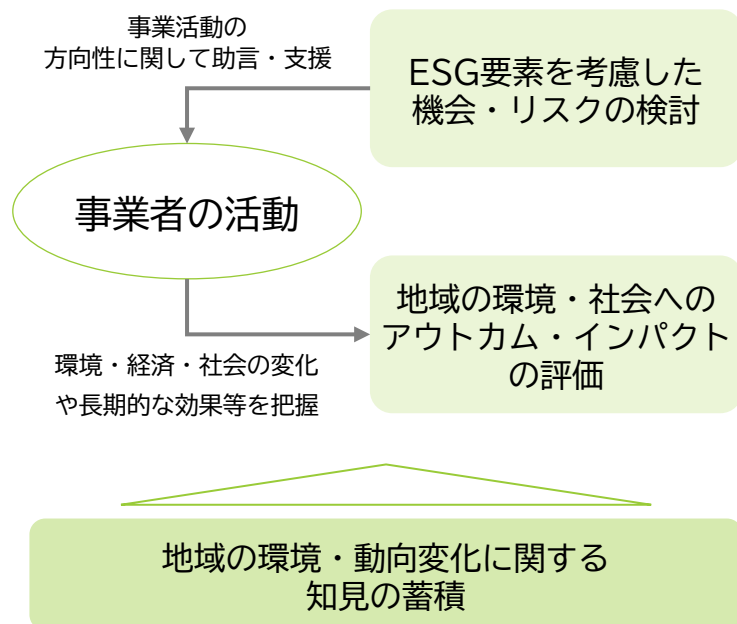 事業活動の
方向性に関して助言・支援
ESG要素を考慮した
機会・リスクの検討
事業者の活動
地域の環境・社会への
アウトカム・インパクト
の評価
環境・経済・社会の変化
や長期的な効果等を把握
地域の環境・動向変化に関する
知見の蓄積